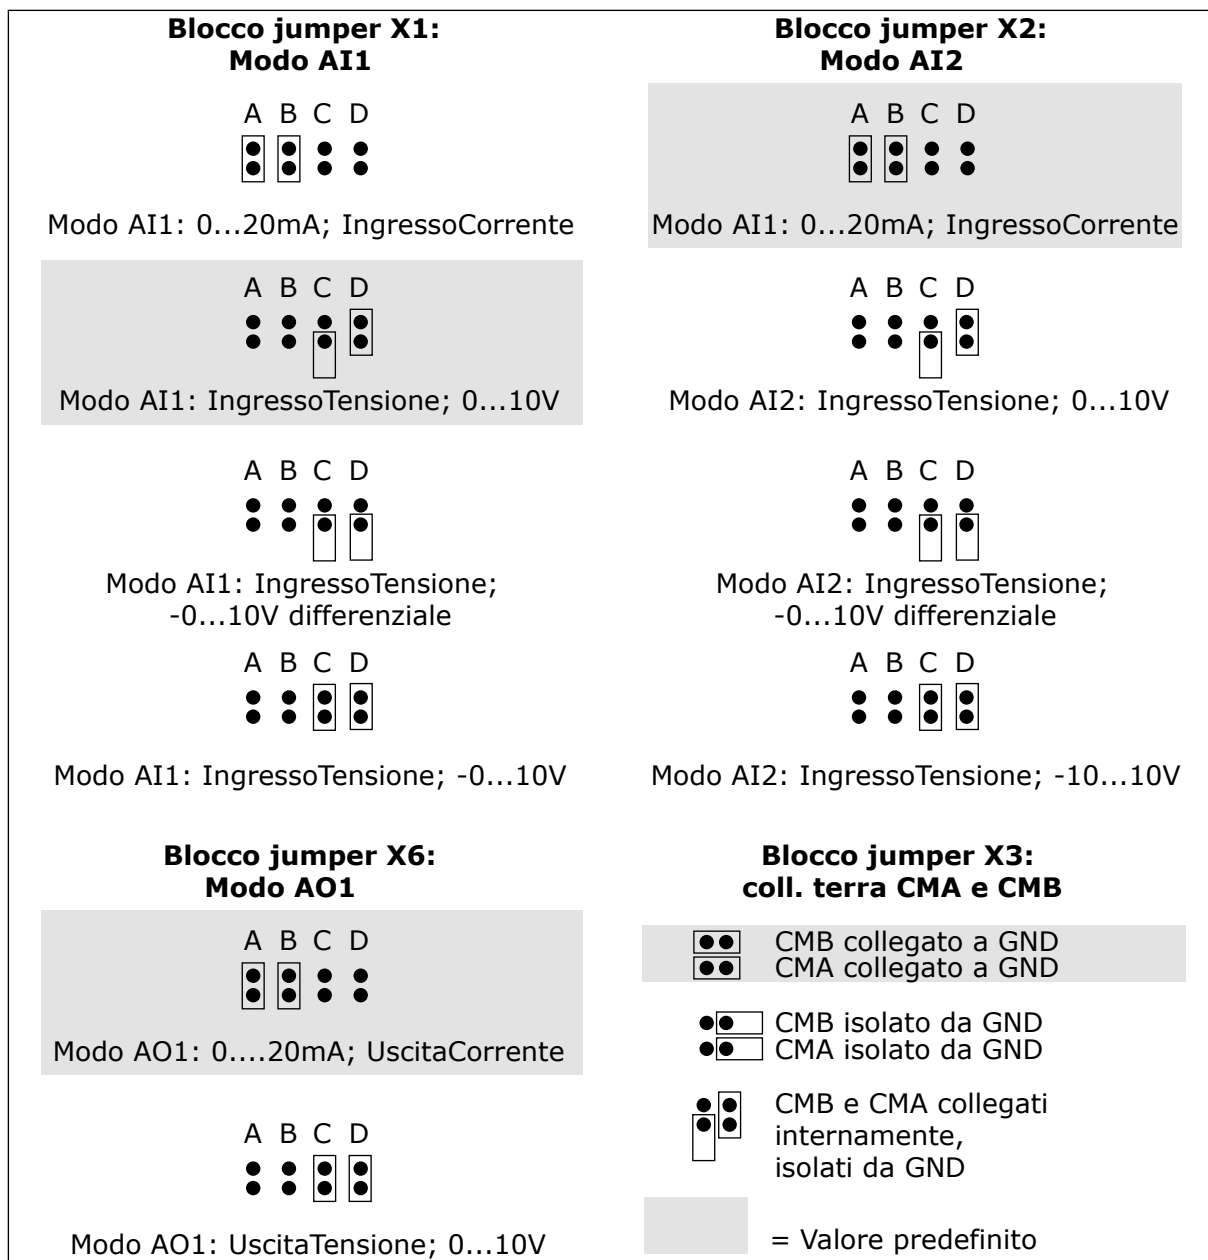 Blocco jumper X1:
Modo AI1
A B C D
Modo AI1: 0...20mA; IngressoCorrente
A B C D
Modo AI1: IngressoTensione; 0...10V
A B C D
Modo AI1: IngressoTensione;
-0...10V differenziale
A B C D
Modo AI1: IngressoTensione; -0...10V
Blocco jumper X2:
Modo AI2
A B C D
Modo AI1: 0...20mA; IngressoCorrente
A B C D
Modo AI2: IngressoTensione; 0...10V
A B C D
Modo AI2: IngressoTensione;
-0...10V differenziale
A B C D
Modo AI2: IngressoTensione; -10...10V
Blocco jumper X6:
Modo AO1
A B C D
Modo AO1: 0....20mA; UscitaCorrente
A B C D
Modo AO1: UscitaTensione; 0...10V
Blocco jumper X3:
coll. terra CMA e CMB
CMB collegato a GND
CMA collegato a GND
CMB isolato da GND
CMA isolato da GND
CMB e CMA collegati
internamente,
isolati da GND
= Valore predefinito